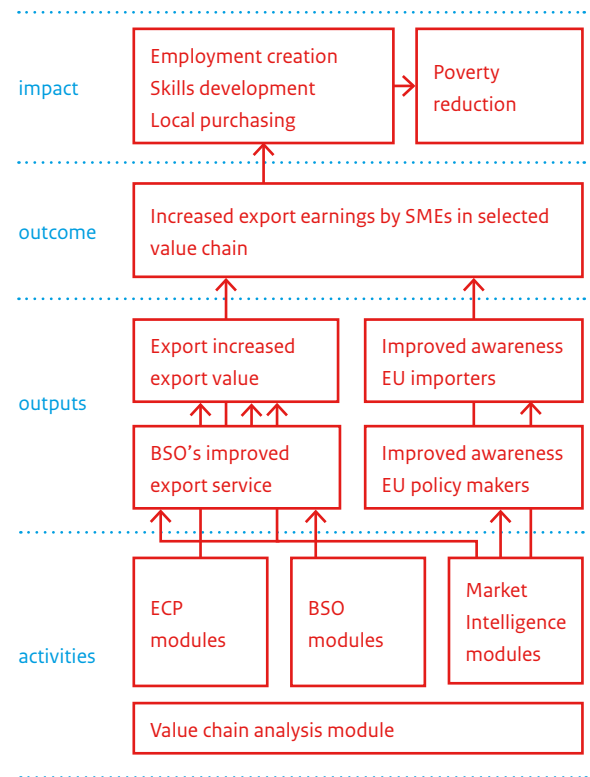 impact
Employment creation
Skills development
Local purchasing
Poverty
reduction
outcome
Increased export earnings by SMEs in selected
value chain
outputs
Export increased
export value
Improved awareness
EU importers
BSO's improved
export service
Improved awareness
EU policy makers
activities
ECP
modules
BSO
modules
Market
Intelligence
modules
Value chain analysis module